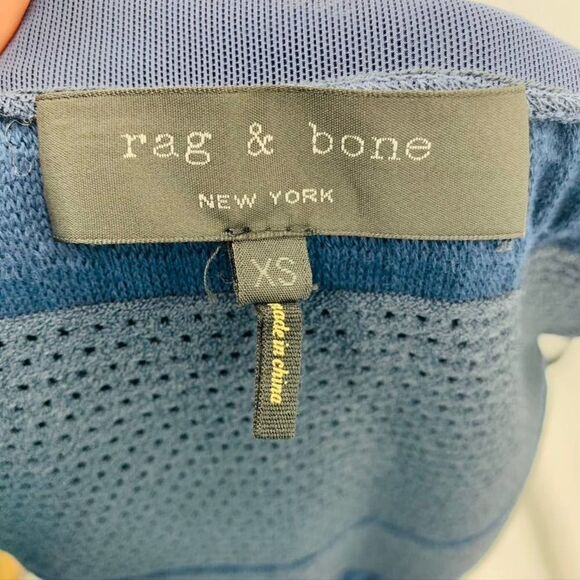 rag & bone
NEW YORK
XS
made in china